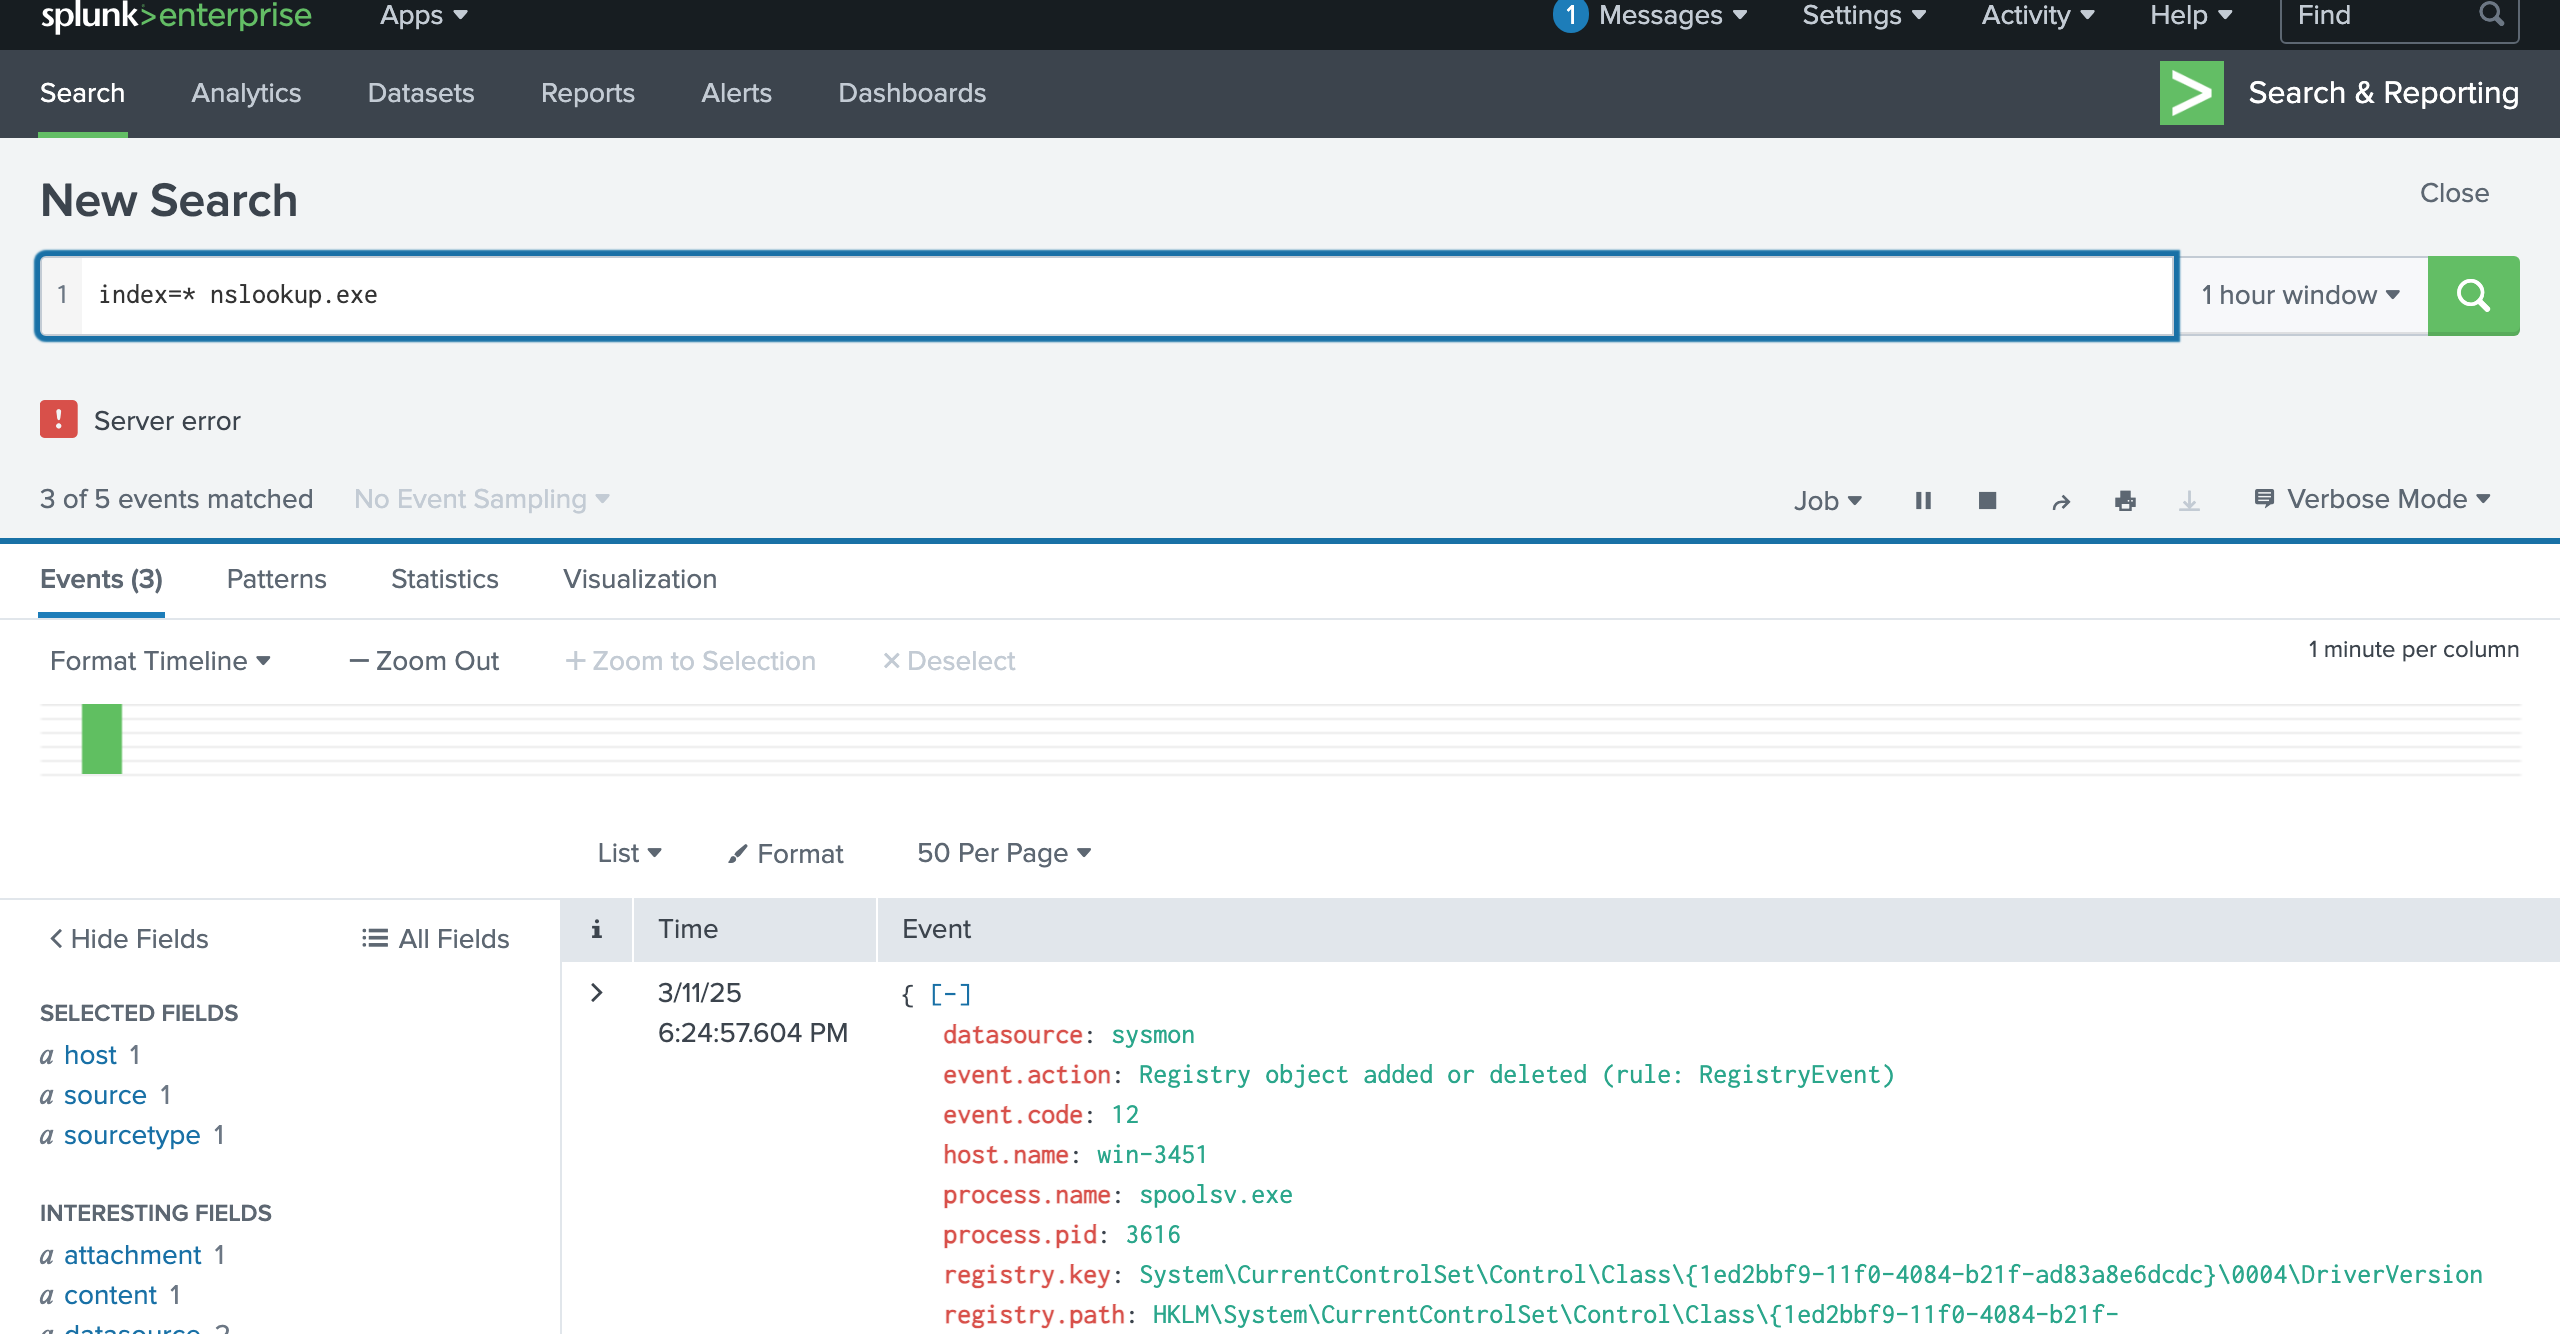 splunk>enterprise Apps 1 Messages Settings Activity Help Find
Search Analytics Datasets Reports Alerts Dashboards Search & Reporting
New Search Close
1 index=* nslookup.exe 1 hour window
! Server error
3 of 5 events matched No Event Sampling Job Verbose Mode
Events (3) Patterns Statistics Visualization
Format Timeline — Zoom Out + Zoom to Selection × Deselect 1 minute per column
List Format 50 Per Page
< Hide Fields All Fields
i Time Event
SELECTED FIELDS
a host 1
a source 1
a sourcetype 1
INTERESTING FIELDS
a attachment 1
a content 1
a datasource 2
> 3/11/25
6:24:57.604 PM
{ [-]
datasource: sysmon
event.action: Registry object added or deleted (rule: RegistryEvent)
event.code: 12
host.name: win-3451
process.name: spoolsv.exe
process.pid: 3616
registry.key: System\CurrentControlSet\Control\Class\{1ed2bbf9-11f0-4084-b21f-ad83a8e6dcdc}\0004\DriverVersion
registry.path: HKLM\System\CurrentControlSet\Control\Class\{1ed2bbf9-11f0-4084-b21f-